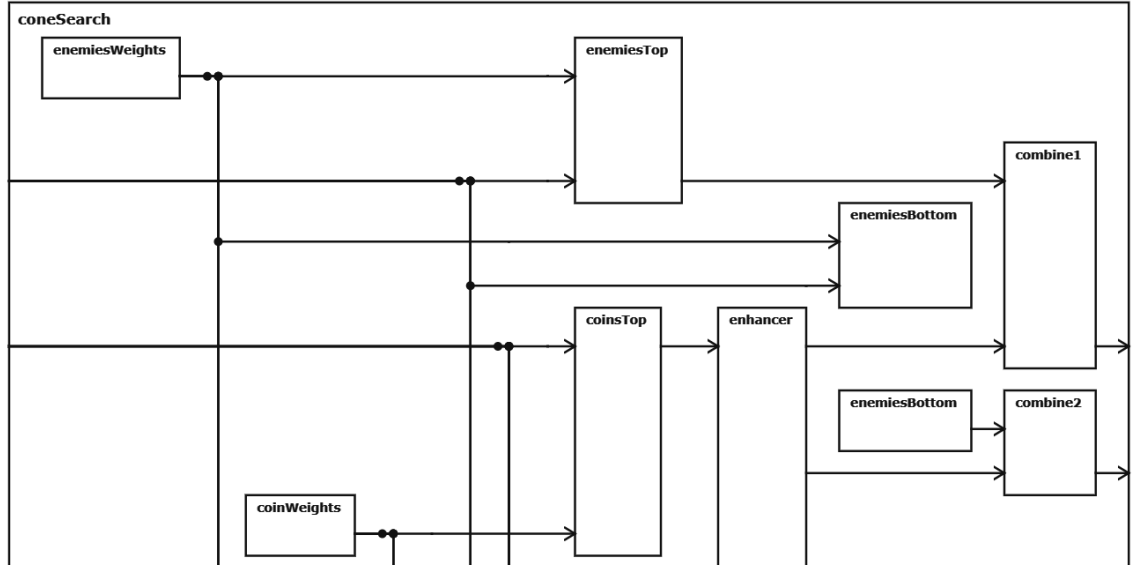 coneSearch
enemiesWeights
enemiesTop
combine1
enemiesBottom
coinsTop
enhancer
enemiesBottom
combine2
coinWeights